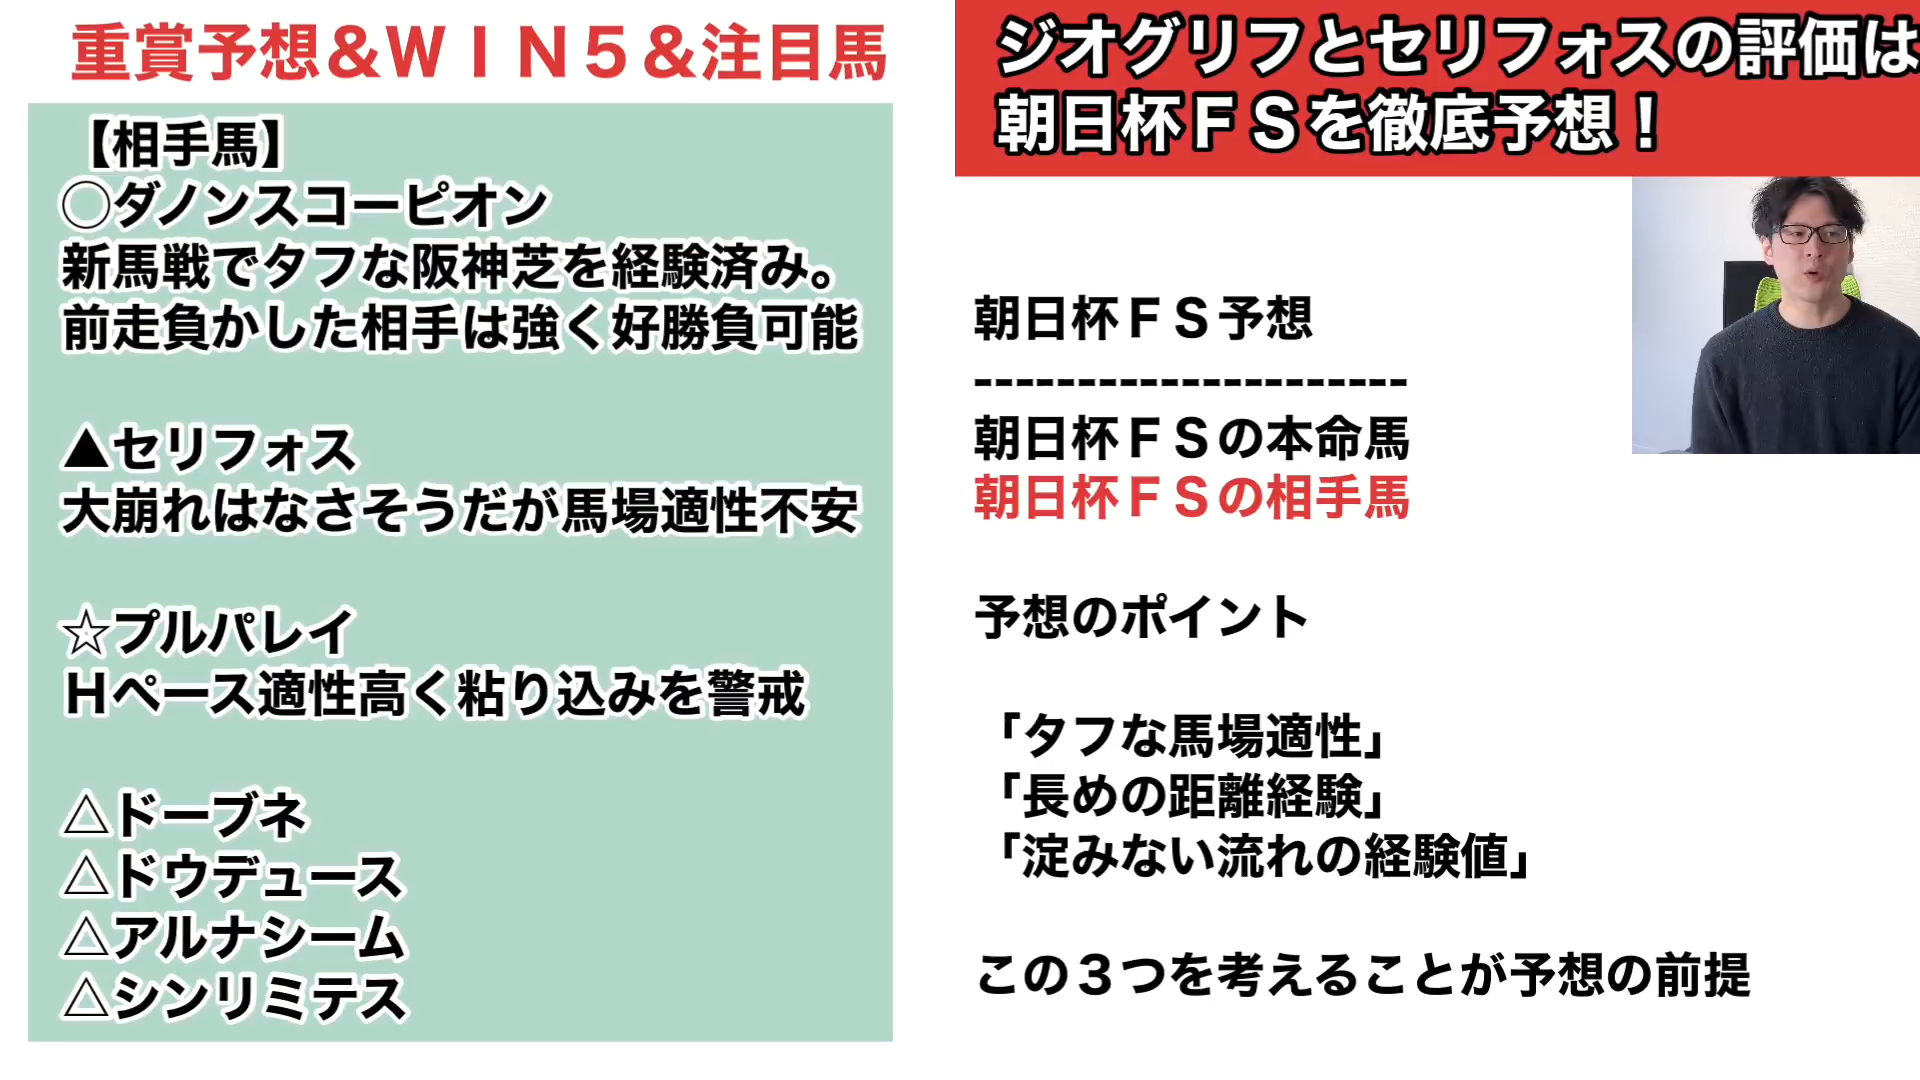 重賞予想＆ＷＩＮ５＆注目馬
【相手馬】
◯ダノンスコーピオン
新馬戦でタフな阪神芝を経験済み。
前走負かした相手は強く好勝負可能
▲セリフォス
大崩れはなさそうだが馬場適性不安
☆プルパレイ
Ｈペース適性高く粘り込みを警戒
△ドーブネ
△ドウデュース
△アルナシーム
△シンリミテス
ジオグリフとセリフォスの評価は
朝日杯ＦＳを徹底予想！
朝日杯ＦＳ予想
---------------------
朝日杯ＦＳの本命馬
朝日杯ＦＳの相手馬
予想のポイント
「タフな馬場適性」
「長めの距離経験」
「淀みない流れの経験値」
この３つを考えることが予想の前提